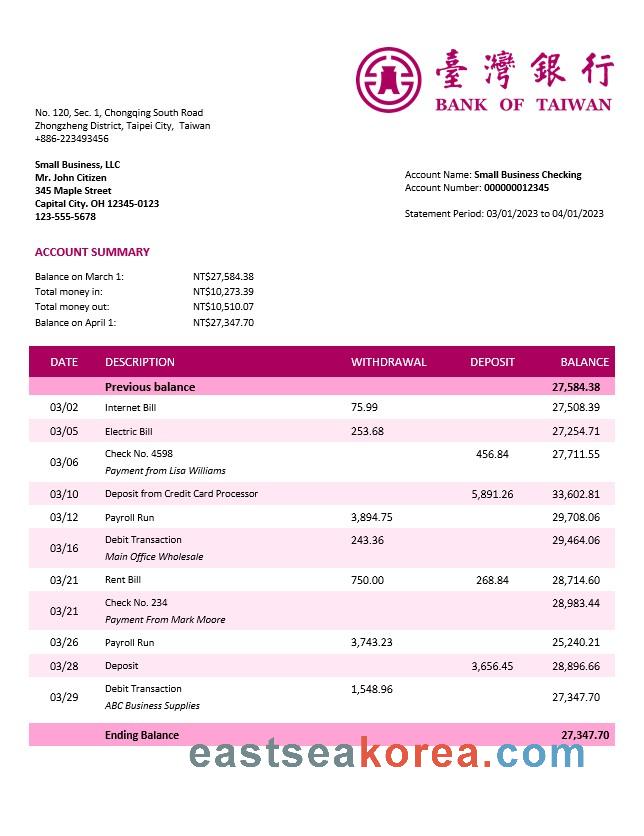 臺灣銀行
BANK OF TAIWAN
No. 120, Sec. 1, Chongqing South Road
Zhongzheng District, Taipei City, Taiwan
+886-223493456
Small Business, LLC
Mr. John Citizen
345 Maple Street
Capital City. OH 12345-0123
123-555-5678
Account Name: Small Business Checking
Account Number: 000000012345
Statement Period: 03/01/2023 to 04/01/2023
ACCOUNT SUMMARY
Balance on March 1: NT$27,584.38
Total money in: NT$10,273.39
Total money out: NT$10,510.07
Balance on April 1: NT$27,347.70
DATE DESCRIPTION WITHDRAWAL DEPOSIT BALANCE
Previous balance 27,584.38
03/02 Internet Bill 75.99 27,508.39
03/05 Electric Bill 253.68 27,254.71
03/06 Check No. 4598 456.84 27,711.55
Payment from Lisa Williams
03/10 Deposit from Credit Card Processor 5,891.26 33,602.81
03/12 Payroll Run 3,894.75 29,708.06
03/16 Debit Transaction 243.36 29,464.06
Main Office Wholesale
03/21 Rent Bill 750.00 268.84 28,714.60
03/21 Check No. 234 28,983.44
Payment From Mark Moore
03/26 Payroll Run 3,743.23 25,240.21
03/28 Deposit 3,656.45 28,896.66
03/29 Debit Transaction 1,548.96 27,347.70
ABC Business Supplies
Ending Balance 27,347.70
eastseakorea.com